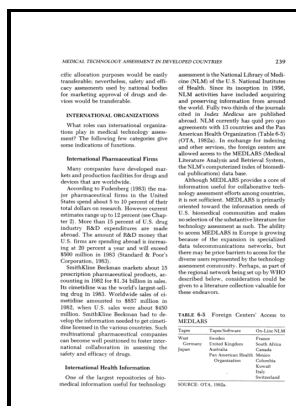 MEDICAL TECHNOLOGY ASSESSMENT IN DEVELOPED COUNTRIES 239
cific allocation purposes would be easily
transferable; nevertheless, safety and effi-
cacy assessments used by national bodies
for marketing approval of drugs and de-
vices would be transferable.
INTERNATIONAL ORGANIZATIONS
What roles can international organiza-
tions play in medical technology assess-
ment? The following few categories give
some indications of functions.
International Pharmaceutical Firms
Many companies have developed mar-
kets and production facilities for drugs and
devices that are worldwide.
According to Fudenberg (1983) the ma-
jor pharmaceutical firms in the United
States spend about 5 to 10 percent of their
total dollars on research. However current
estimates range up to 12 percent (see Chap-
ter 2). More than 15 percent of U.S. drug
industry R&D expenditures are made
abroad. The amount of R&D money that
U.S. firms are spending abroad is increas-
ing at 20 percent a year and will exceed
$500 million in 1983 (Standard & Poor's
Corporation, 1983).
SmithKline Beckman markets about 15
prescription pharmaceutical products, ac-
counting in 1982 for $1.34 billion in sales.
Its cimetidine was the world's largest-sell-
ing drug in 1983. Worldwide sales of ci-
metidine amounted to $857 million in
1982, when U.S. sales were about $450
million. SmithKline Beckman had to de-
velop the information needed to get cimeti-
dine licensed in the various countries. Such
multinational pharmaceutical companies
can become well positioned to foster inter-
national collaboration in assessing the
safety and efficacy of drugs.
International Health Information
One of the largest repositories of bio-
medical information useful for technology
assessment is the National Library of Medi-
cine (NLM) of the U.S. National Institutes
of Health. Since its inception in 1956,
NLM activities have included acquiring
and preserving information from around
the world. Fully two-thirds of the journals
cited in Index Medicus are published
abroad. NLM currently has quid pro quo
agreements with 13 countries and the Pan
American Health Organization (Table 6-3)
(OTA, 1982a). In exchange for indexing
and other services, the foreign centers are
allowed access to the MEDLARS (Medical
Literature Analysis and Retrieval System,
the NLM's computerized index of biomedi-
cal publications) data base.
Although MEDLARS provides a core of
information useful for collaborative tech-
nology assessment efforts among countries,
it is not sufficient. MEDLARS is primarily
oriented toward the information needs of
U.S. biomedical communities and makes
no selection of the substantive literature for
technology assessment as such. The ability
to access MEDLARS in Europe is growing
because of the expansion in specialized
data telecommunications networks, but
there may be price barriers to access for the
diverse users represented by the technology
assessment community. Perhaps, as part of
the regional network being set up by WHO
described below, consideration could be
given to a literature collection valuable for
these endeavors.
TABLE 6-3 Foreign Centers' Access to
MEDLARS
Tapes Tapes/Software On-Line NLM
West Sweden France
Germany United Kingdom South Africa
Japan Australia Canada
Pan American Health Mexico
Organization Colombia
Kuwait
Italy
Switzerland
SOURCE: OTA, 1982a.